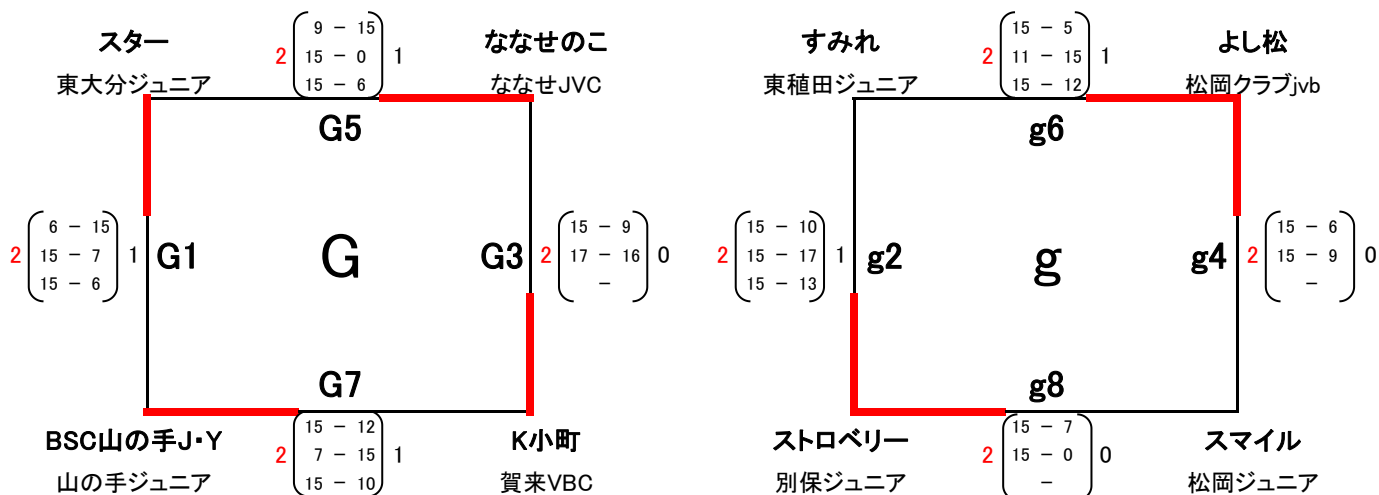 スター
東大分ジュニア
2
9 － 15
15 － 0
15 － 6
1
ななせのこ
ななせJVC
G5
2
6 － 15
15 － 7
15 － 6
1
G1
G
G3
2
15 － 9
17 － 16
－
0
G7
BSC山の手J・Y
山の手ジュニア
2
15 － 12
7 － 15
15 － 10
1
K小町
賀来VBC
すみれ
東稙田ジュニア
2
15 － 5
11 － 15
15 － 12
1
よし松
松岡クラブjvb
g6
2
15 － 10
15 － 17
15 － 13
1
g2
g
g4
2
15 － 6
15 － 9
－
0
g8
ストロベリー
別保ジュニア
2
15 － 7
15 － 0
－
0
スマイル
松岡ジュニア